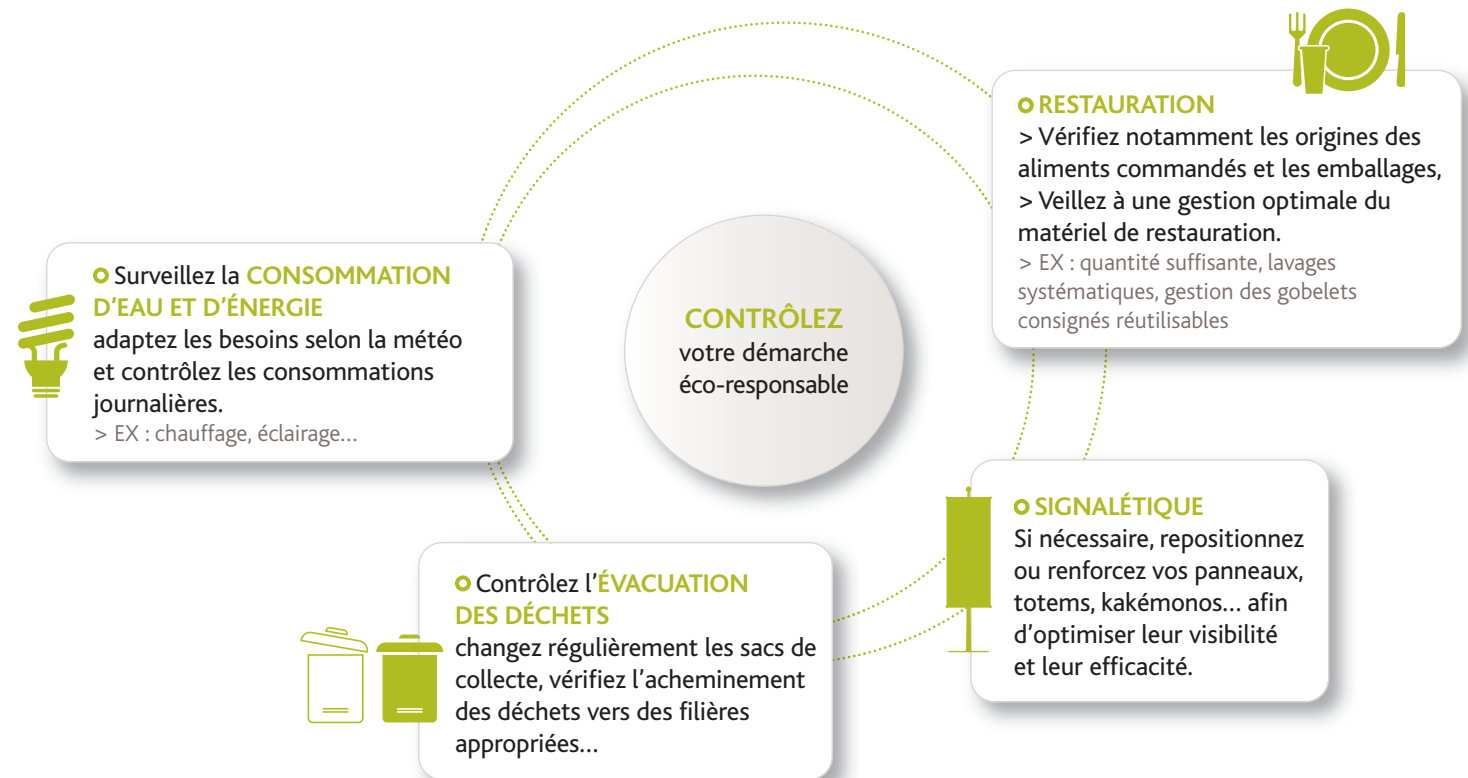 CONTRÔLEZ
votre démarche
éco-responsable
RESTAURATION
> Vérifiez notamment les origines des
aliments commandés et les emballages,
> Veillez à une gestion optimale du
matériel de restauration.
> EX : quantité suffisante, lavages
systématiques, gestion des gobelets
consignés réutilisables
SIGNALÉTIQUE
Si nécessaire, repositionnez
ou renforcez vos panneaux,
totems, kakémonos... afin
d'optimiser leur visibilité
et leur efficacité.
Contrôlez l'ÉVACUATION
DES DÉCHETS
changez régulièrement les sacs de
collecte, vérifiez l'acheminement
des déchets vers des filières
appropriées...
Surveillez la CONSOMMATION
D'EAU ET D'ÉNERGIE
adaptez les besoins selon la météo
et contrôlez les consommations
journalières.
> EX : chauffage, éclairage...